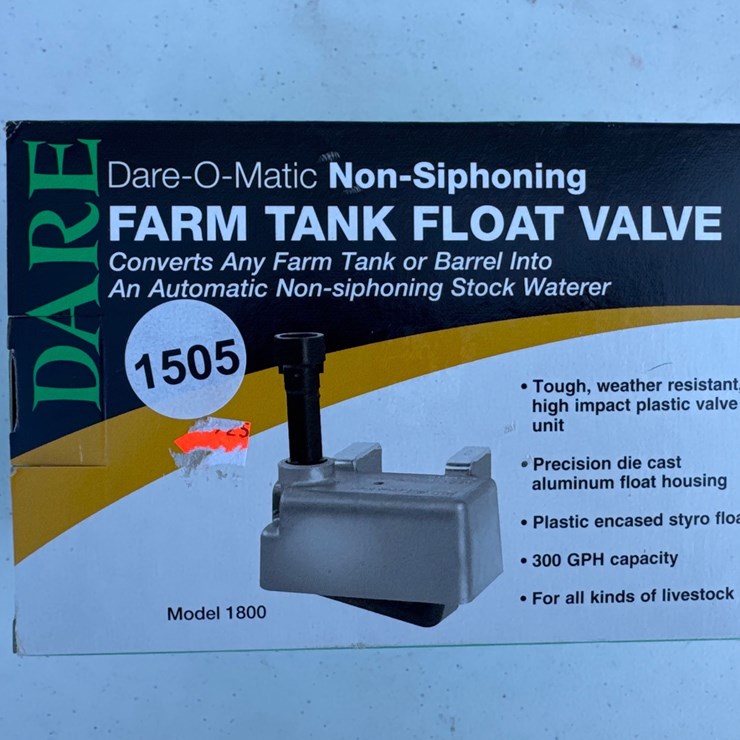 DARE
Dare-O-Matic Non-Siphoning
FARM TANK FLOAT VALVE
Converts Any Farm Tank or Barrel Into
An Automatic Non-siphoning Stock Waterer
1505
• Tough, weather resistant,
high impact plastic valve
unit
• Precision die cast
aluminum float housing
• Plastic encased styro
• 300 GPH capacity
• For all kinds of livestock
Model 1800